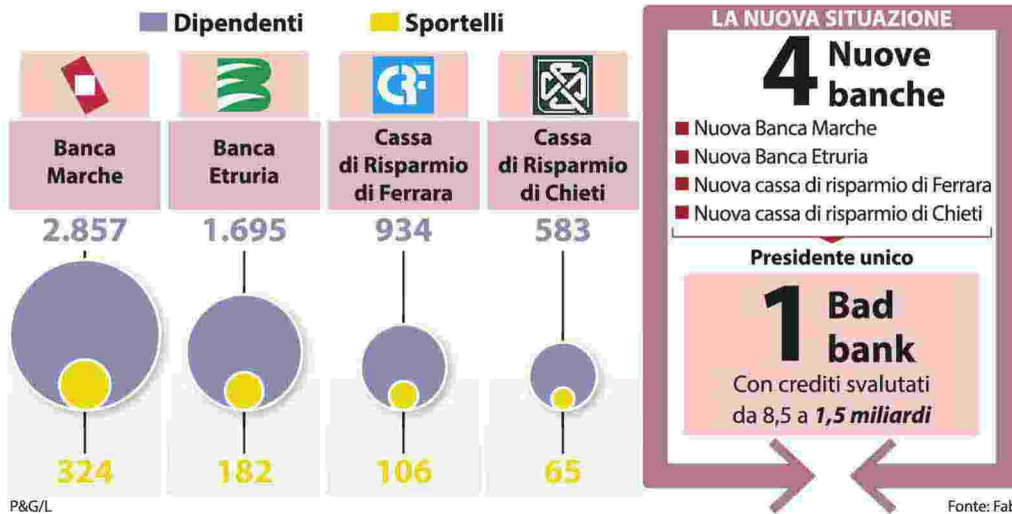 Dipendenti
Sportelli
CRF
Banca
Marche
Banca
Etruria
Cassa
di Risparmio
di Ferrara
Cassa
di Risparmio
di Chieti
2.857
1.695
934
583
324
182
106
65
P&G/L
LA NUOVA SITUAZIONE
4 Nuove
banche
Nuova Banca Marche
Nuova Banca Etruria
Nuova cassa di risparmio di Ferrara
Nuova cassa di risparmio di Chieti
Presidente unico
1 Bad
bank
Con crediti svalutati
da 8,5 a 1,5 miliardi
Fonte: Fab